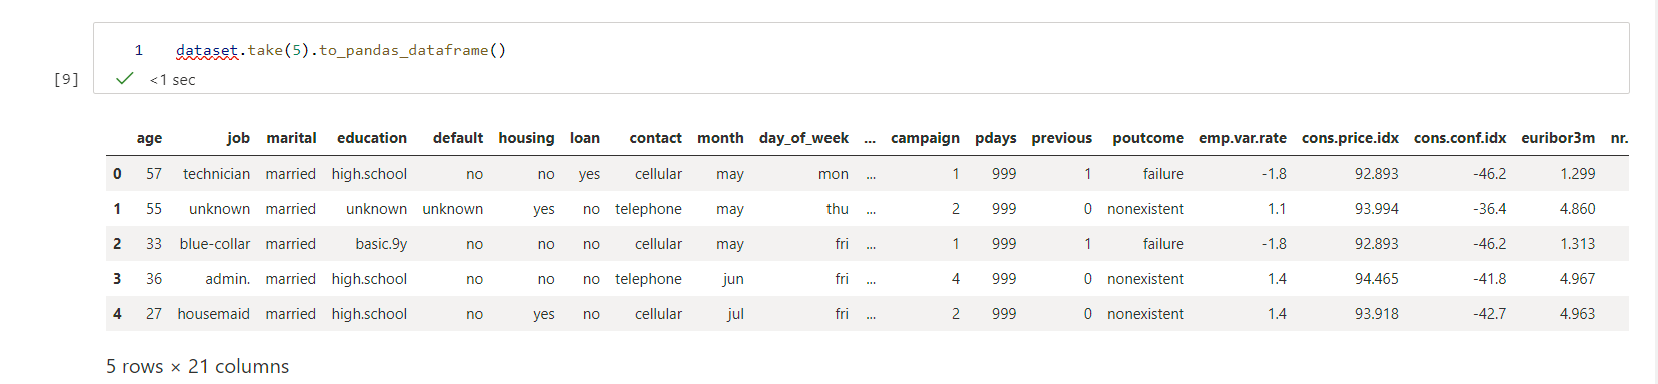 1 dataset.take(5).to_pandas_dataframe()
[9] <1 sec
age job marital education default housing loan contact month day_of_week ... campaign pdays previous poutcome emp.var.rate cons.price.idx cons.conf.idx euribor3m nr.
0 57 technician married high.school no no yes cellular may mon ... 1 999 1 failure -1.8 92.893 -46.2 1.299
1 55 unknown married unknown unknown yes no telephone may thu ... 2 999 0 nonexistent 1.1 93.994 -36.4 4.860
2 33 blue-collar married basic.9y no no no cellular may fri ... 1 999 1 failure -1.8 92.893 -46.2 1.313
3 36 admin. married high.school no no no telephone jun fri ... 4 999 0 nonexistent 1.4 94.465 -41.8 4.967
4 27 housemaid married high.school no yes no cellular jul fri ... 2 999 0 nonexistent 1.4 93.918 -42.7 4.963
5 rows × 21 columns